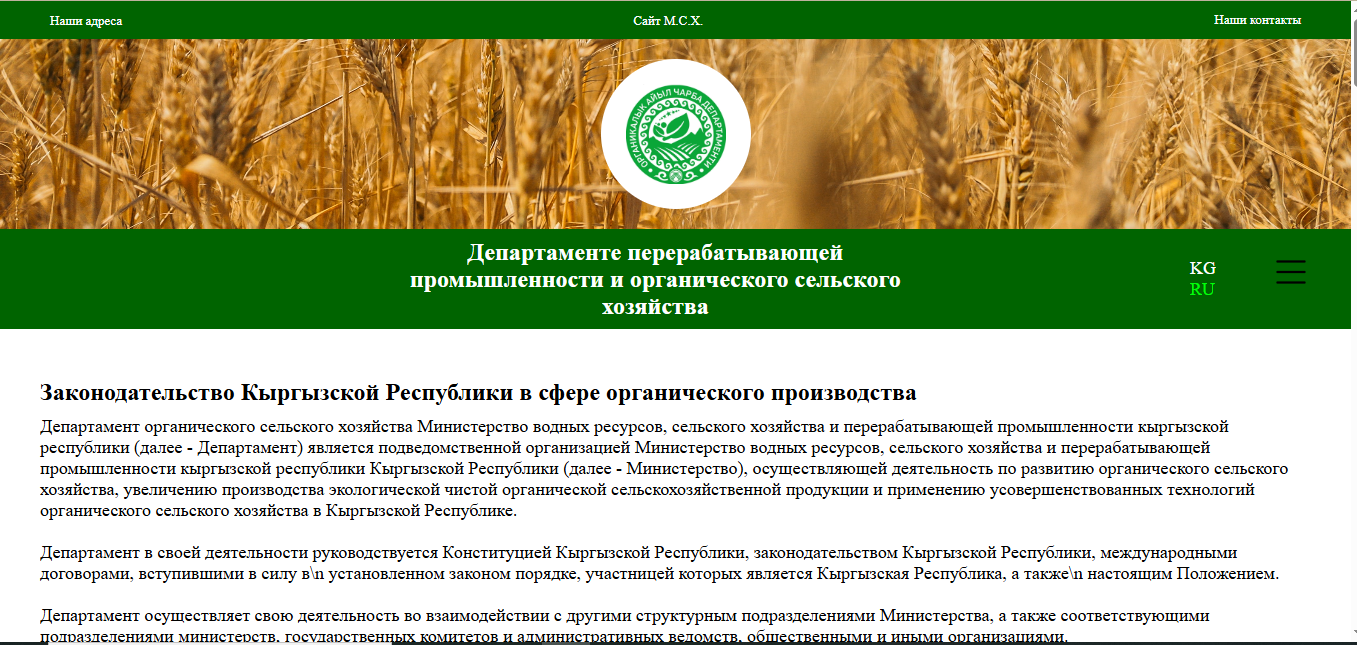 Наши адреса
Сайт М.С.Х.
Наши контакты
ОРГАНИКАЛЫК АЙЫЛ ЧАРБА ДЕПАРТАМЕНТИ
Департаменте перерабатывающей
промышленности и органического сельского
хозяйства
KG
RU
Законодательство Кыргызской Республики в сфере органического производства
Департамент органического сельского хозяйства Министерство водных ресурсов, сельского хозяйства и перерабатывающей промышленности кыргызской
республики (далее - Департамент) является подведомственной организацией Министерство водных ресурсов, сельского хозяйства и перерабатывающей
промышленности кыргызской республики Кыргызской Республики (далее - Министерство), осуществляющей деятельность по развитию органического сельского
хозяйства, увеличению производства экологической чистой органической сельскохозяйственной продукции и применению усовершенствованных технологий
органического сельского хозяйства в Кыргызской Республике.
Департамент в своей деятельности руководствуется Конституцией Кыргызской Республики, законодательством Кыргызской Республики, международными
договорами, вступившими в силу в\n установленном законом порядке, участницей которых является Кыргызская Республика, а также\n настоящим Положением.
Департамент осуществляет свою деятельность во взаимодействии с другими структурным подразделениями Министерства, а также соответствующими
подразделениями министерств, государственных комитетов и административных ведомств, общественными и иными организациями.